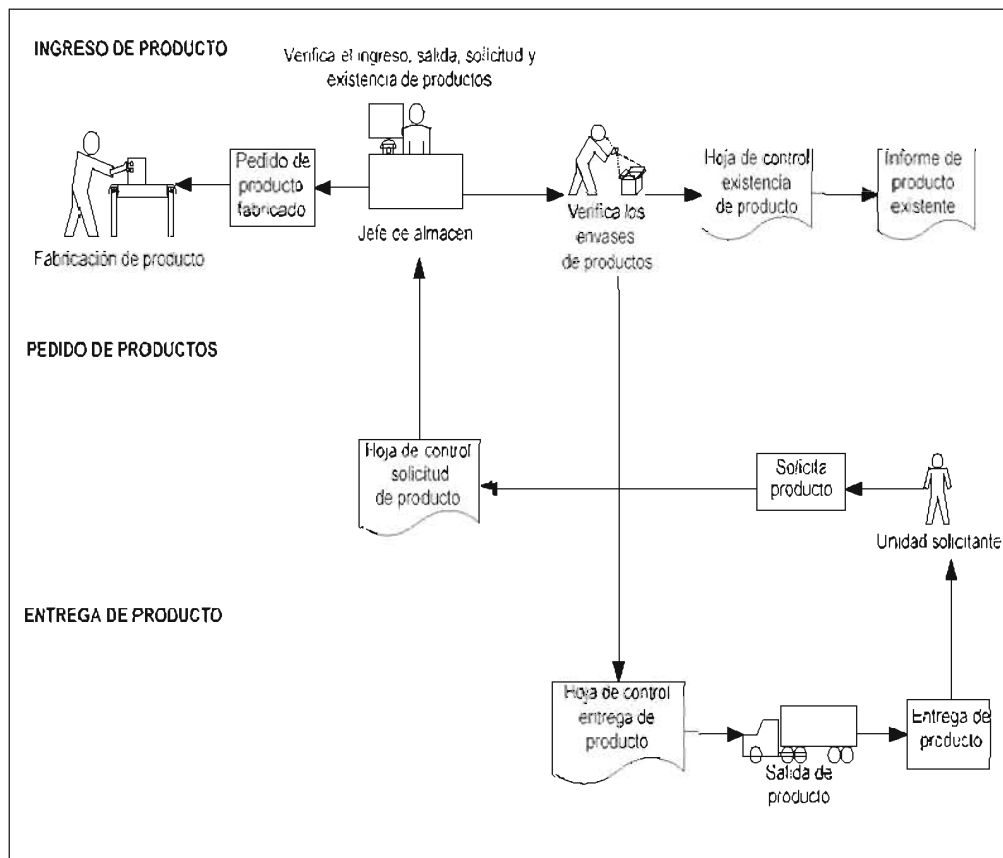 INGRESO DE PRODUCTO
Verifica el ingreso, salida, solicitud y
existencia de productos
Pedido de
producto
fabricado
Hoja de control
existencia
de producto
Informe de
producto
existente
Fabricación de producto
Jefe de almacen
Verifica los
envases
de productos
PEDIDO DE PRODUCTOS
Hoja de control
solicitud
de producto
Solicita
producto
Unidad solicitante
ENTREGA DE PRODUCTO
Hoja de control
entrega de
producto
Salida de
producto
Entrega de
producto